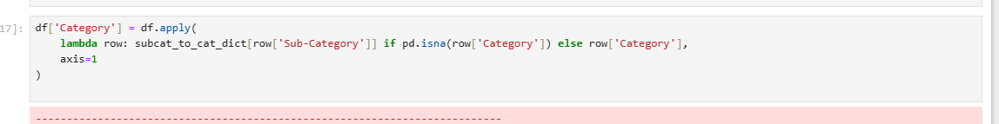 17]:
df['Category'] = df.apply(
    lambda row: subcat_to_cat_dict[row['Sub-Category']] if pd.isna(row['Category']) else row['Category'],
    axis=1
)
---------------------------------------------------------------------------